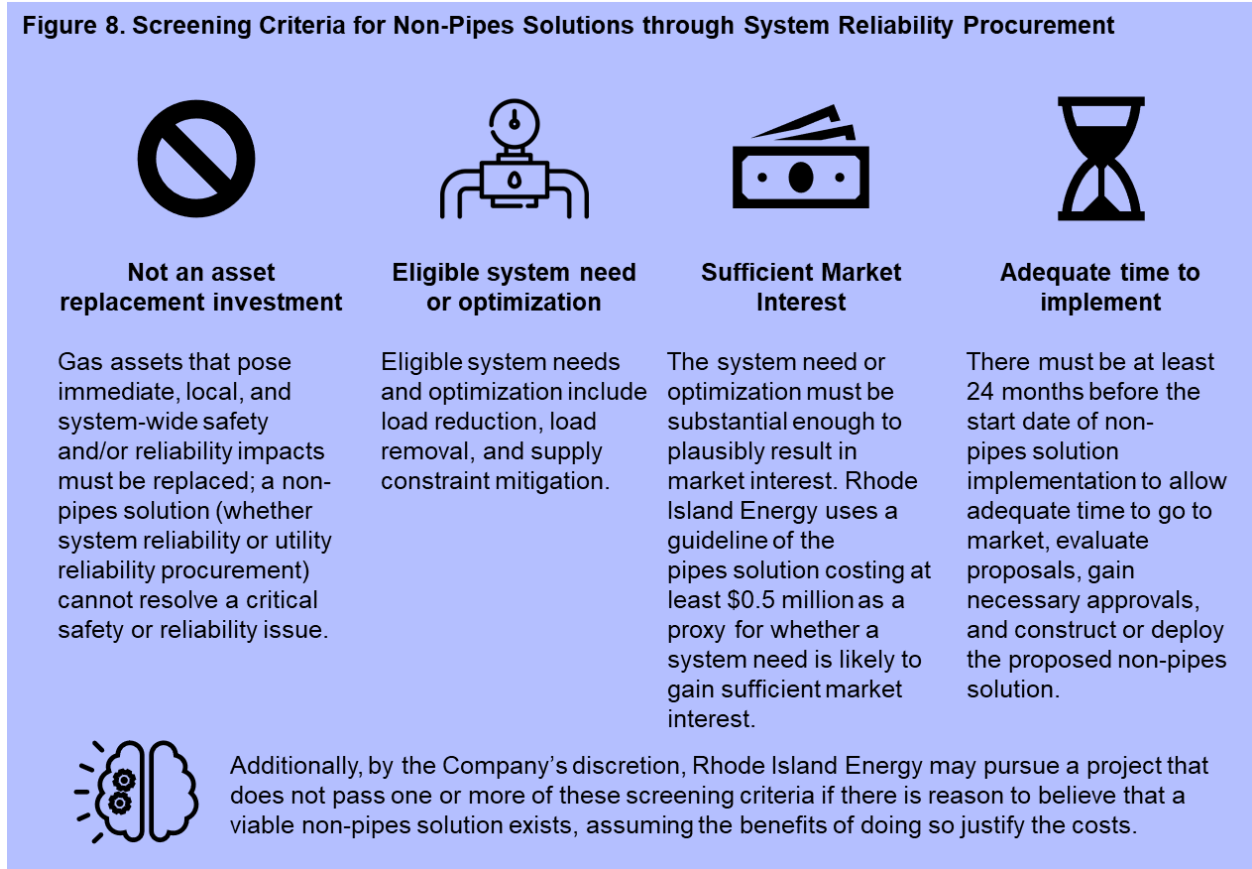 Figure 8. Screening Criteria for Non-Pipes Solutions through System Reliability Procurement
Not an asset
replacement investment
Gas assets that pose
immediate, local, and
system-wide safety
and/or reliability impacts
must be replaced; a non-
pipes solution (whether
system reliability or utility
reliability procurement)
cannot resolve a critical
safety or reliability issue.
Eligible system need
or optimization
Eligible system needs
and optimization include
load reduction, load
removal, and supply
constraint mitigation.
Sufficient Market
Interest
The system need or
optimization must be
substantial enough to
plausibly result in
market interest. Rhode
Island Energy uses a
guideline of the
pipes solution costing at
least $0.5 million as a
proxy for whether a
system need is likely to
gain sufficient market
interest.
Adequate time to
implement
There must be at least
24 months before the
start date of non-
pipes solution
implementation to allow
adequate time to go to
market, evaluate
proposals, gain
necessary approvals,
and construct or deploy
the proposed non-pipes
solution.
Additionally, by the Company’s discretion, Rhode Island Energy may pursue a project that
does not pass one or more of these screening criteria if there is reason to believe that a
viable non-pipes solution exists, assuming the benefits of doing so justify the costs.